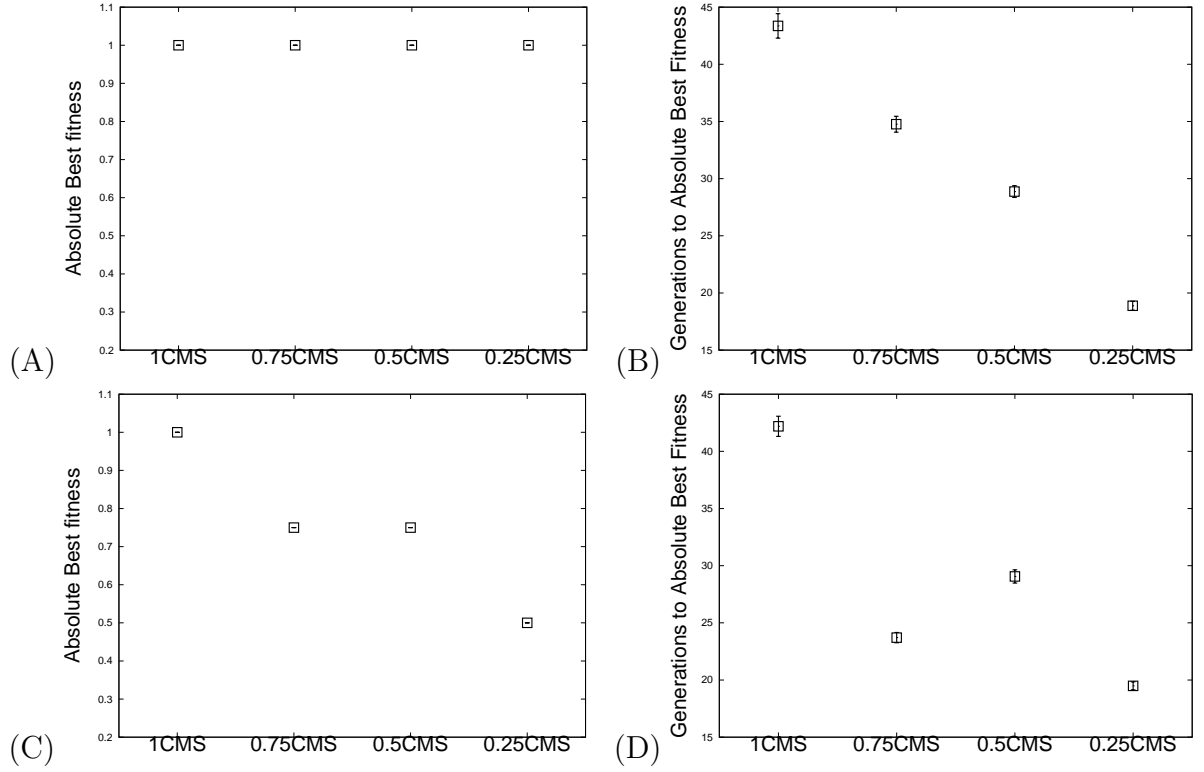 Absolute Best fitness
1.1
1
0.9
0.8
0.7
0.6
0.5
0.4
0.3
0.2
1CMS 0.75CMS 0.5CMS 0.25CMS
(A)
Generations to Absolute Best Fitness
45
40
35
30
25
20
15
1CMS 0.75CMS 0.5CMS 0.25CMS
(B)
Absolute Best fitness
1.1
1
0.9
0.8
0.7
0.6
0.5
0.4
0.3
0.2
1CMS 0.75CMS 0.5CMS 0.25CMS
(C)
Generations to Absolute Best Fitness
45
40
35
30
25
20
15
1CMS 0.75CMS 0.5CMS 0.25CMS
(D)